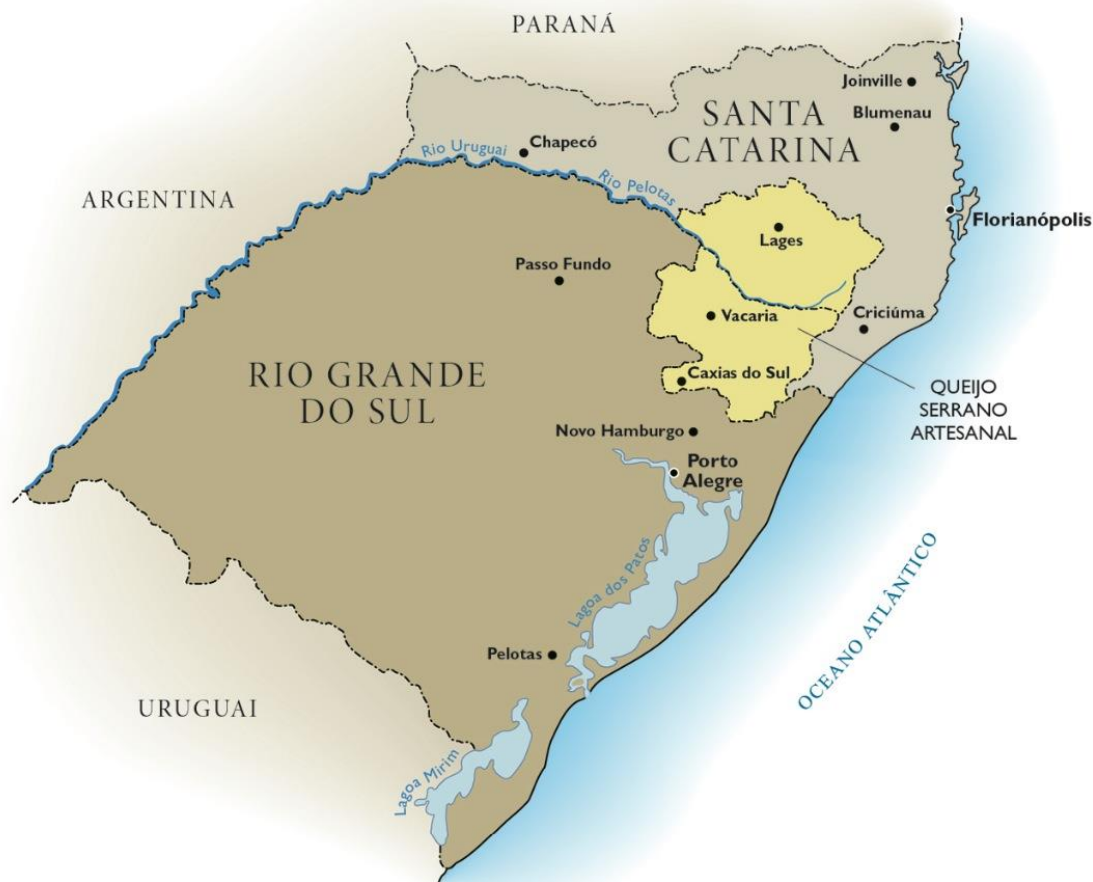 PARANÁ
Joinville
SANTA
CATARINA
Blumenau
Chapecó
Rio Uruguai
Rio Pelotas
ARGENTINA
Florianópolis
Lages
Passo Fundo
Vacaria
Criciúma
RIO GRANDE
DO SUL
Caxias do Sul
QUEIJO
SERRANO
ARTESANAL
Novo Hamburgo
Porto
Alegre
Lagoa dos Patos
OCEANO ATLÂNTICO
Pelotas
URUGUAI
Lagoa Mirim